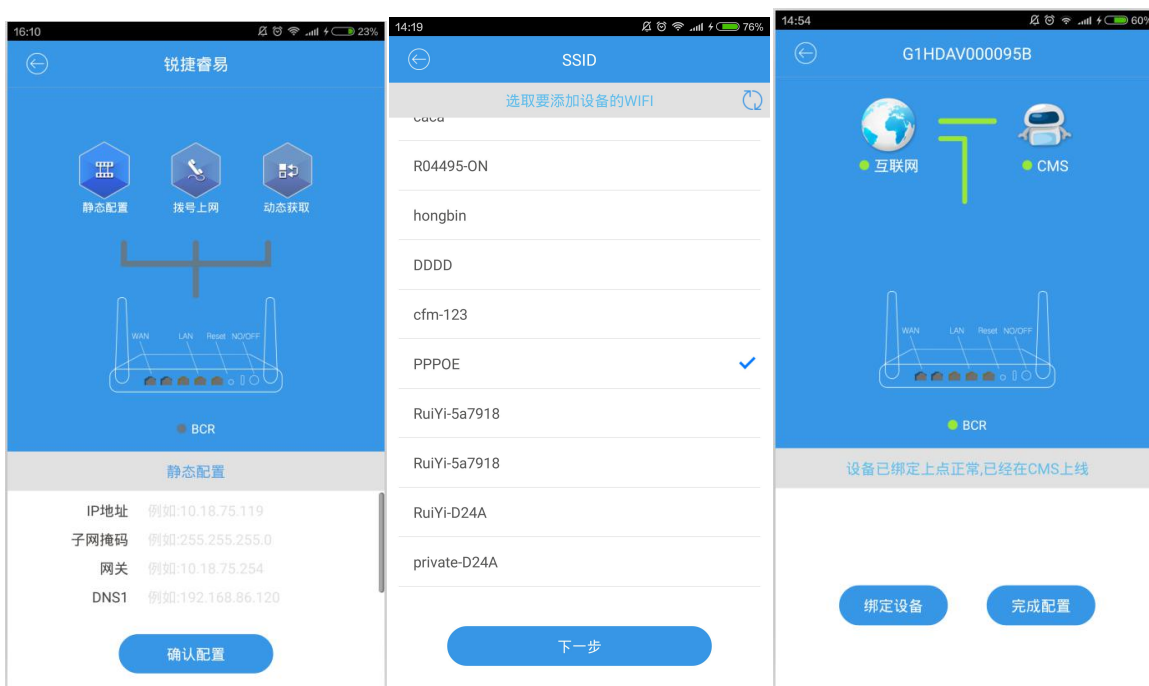 16:10
23%
锐捷睿易
静态配置
拨号上网
动态获取
WAN LAN Reset NO/OFF
BCR
静态配置
IP地址 例如:10.18.75.119
子网掩码 例如:255.255.255.0
网关 例如:10.18.75.254
DNS1 例如:192.168.86.120
确认配置
14:19
76%
SSID
选取要添加设备的WIFI
caca
R04495-ON
hongbin
DDDD
cfm-123
PPPOE
RuiYi-5a7918
RuiYi-5a7918
RuiYi-D24A
private-D24A
下一步
14:54
60%
G1HDAV000095B
互联网
CMS
WAN LAN Reset NO/OFF
BCR
设备已绑定上点正常,已经在CMS上线
绑定设备
完成配置